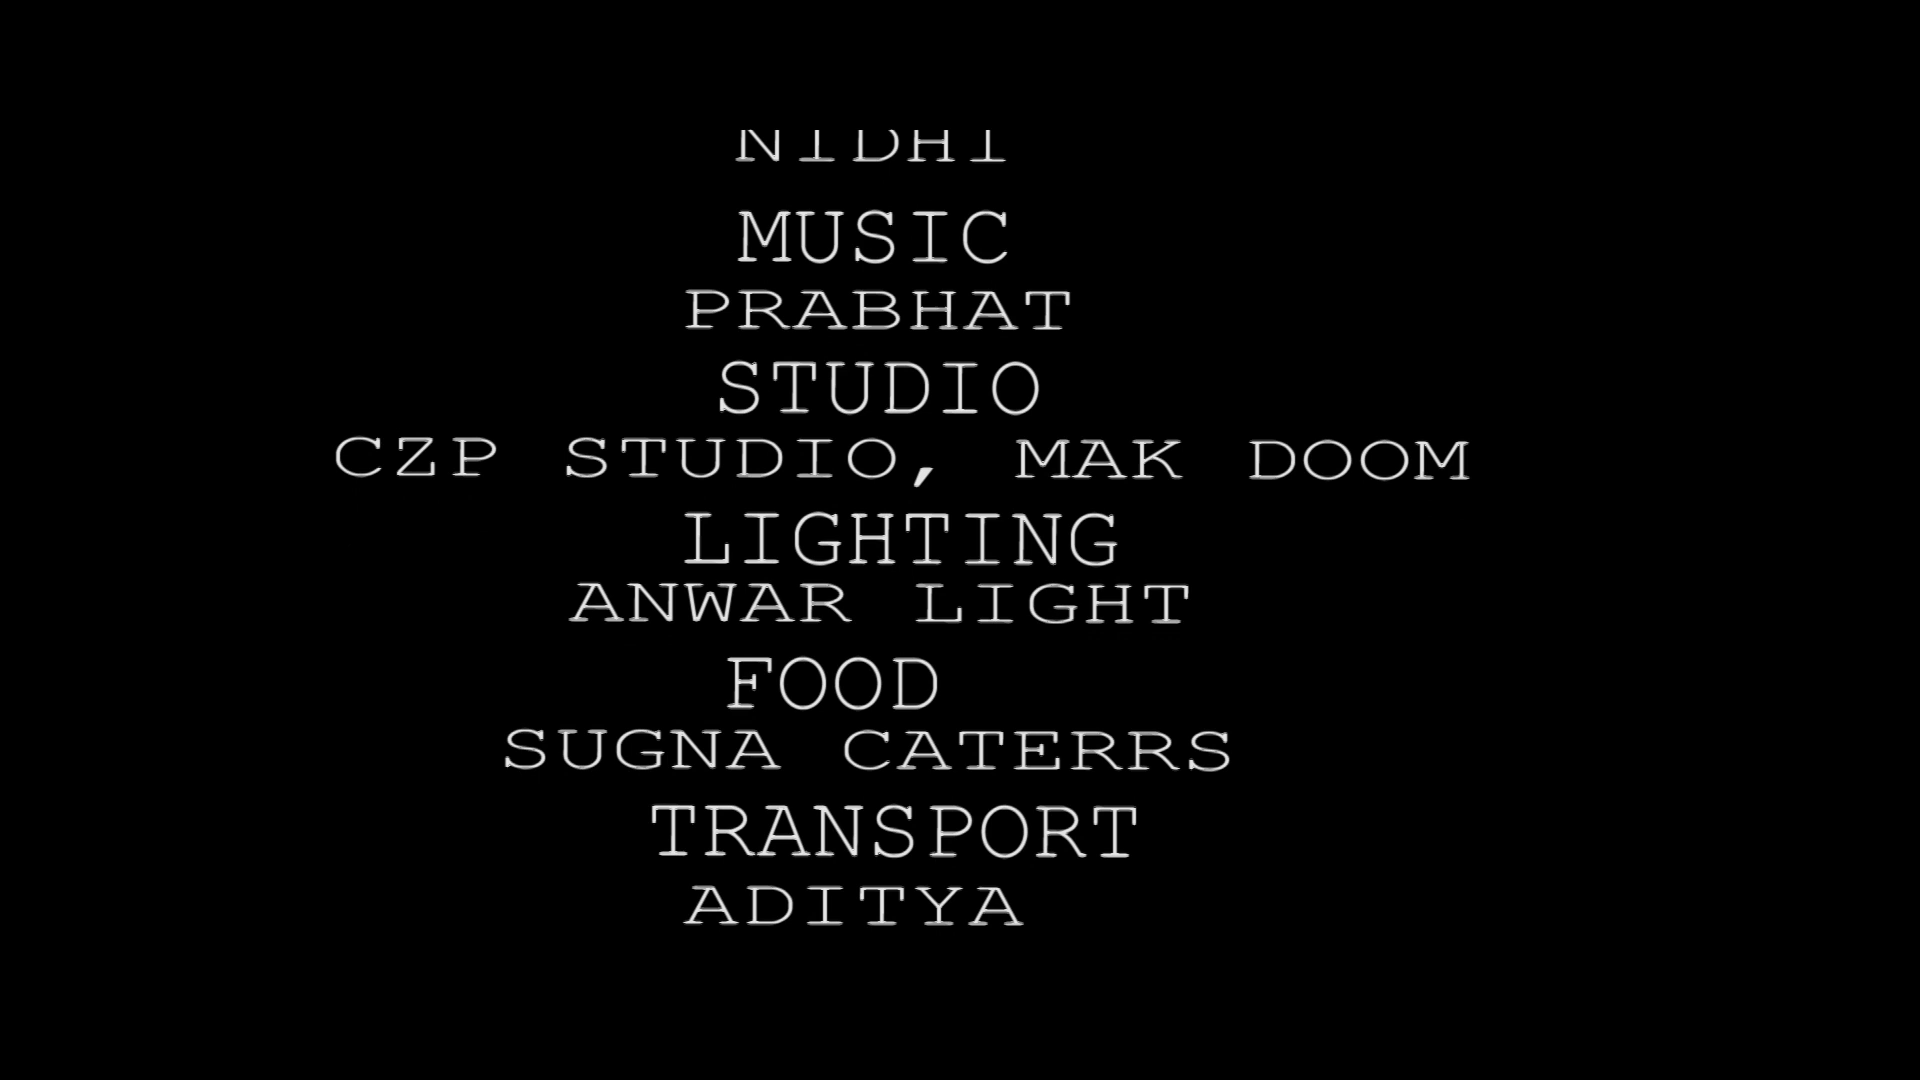 NIDHI
MUSIC
PRABHAT
STUDIO
CZP STUDIO, MAK DOOM
LIGHTING
ANWAR LIGHT
FOOD
SUGNA CATERRS
TRANSPORT
ADITYA